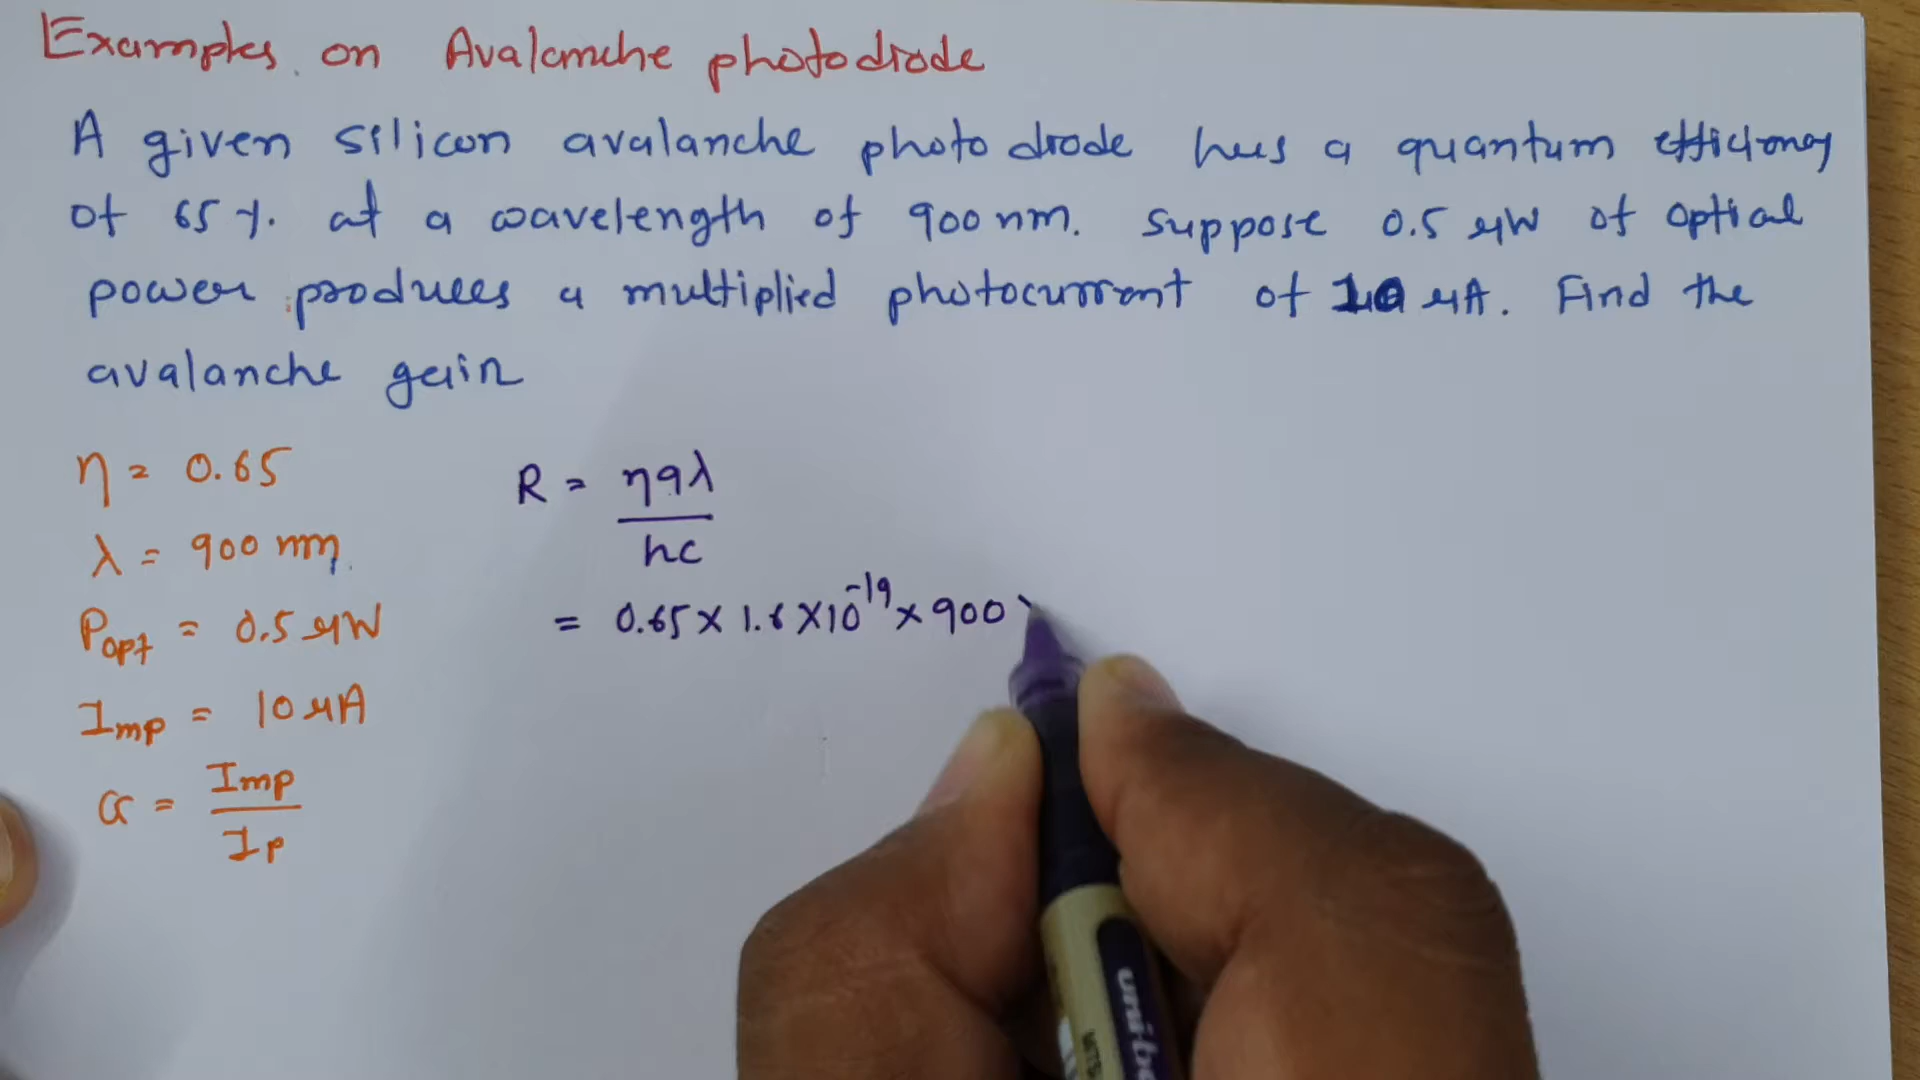 Examples on Avalanche photodiode
A given silicon avalanche photodiode has a quantum efficiency
of 65 %. at a wavelength of 900 nm. Suppose 0.5 μW of optical
power produces a multiplied photocurrent of 10 μA. Find the
avalanche gain
η = 0.65
λ = 900 nm.
Popt = 0.5 μW
Imp = 10 μA
G = Imp
Ip
R = ηqλ
hc
= 0.65 × 1.6 × 10⁻¹⁹ × 900
uni-ba
MITS